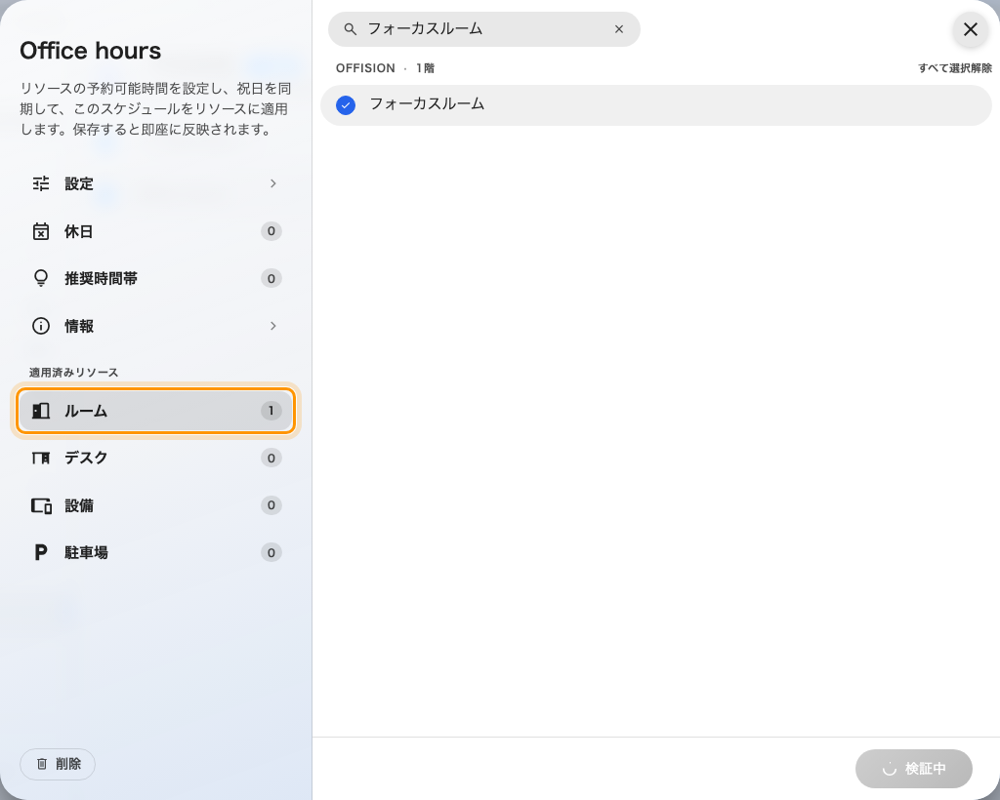 Office hours
リソースの予約可能時間を設定し、祝日を同
期して、このスケジュールをリソースに適用
します。保存すると即座に反映されます。
設定
休日 0
推奨時間帯 0
情報
適用済みリソース
ルーム 1
デスク 0
設備 0
駐車場 0
削除
フォーカスルーム
OFFISION · 1階 すべて選択解除
フォーカスルーム
検証中